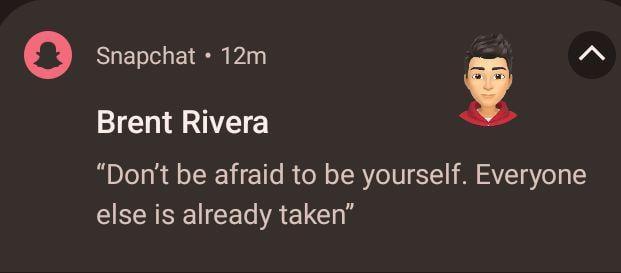 Snapchat • 12m
Brent Rivera
“Don’t be afraid to be yourself. Everyone
else is already taken”